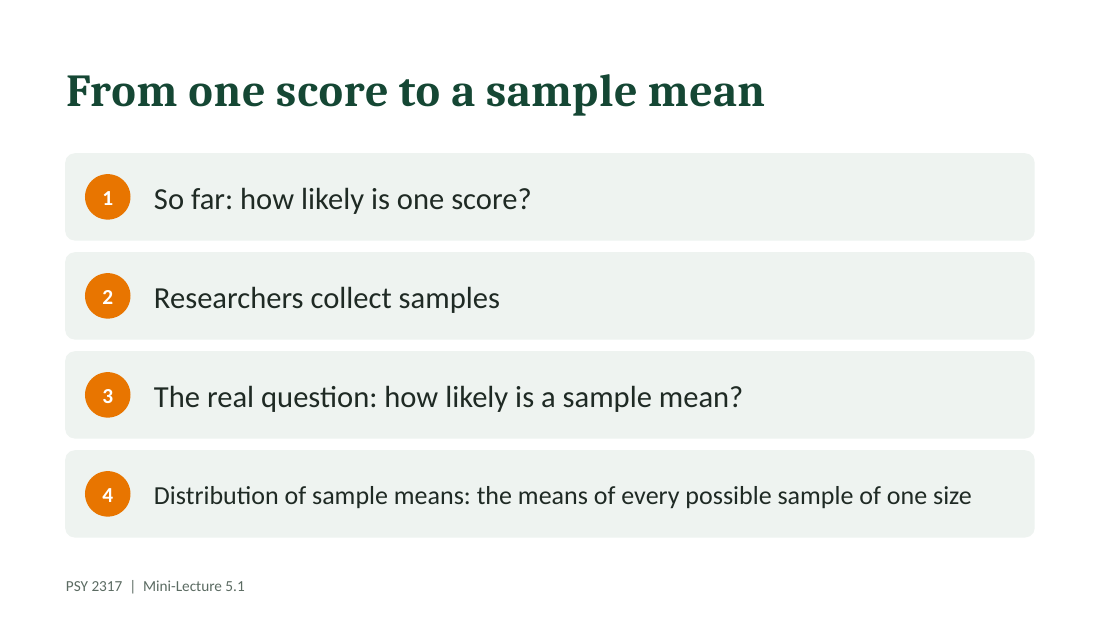 From one score to a sample mean
1 So far: how likely is one score?
2 Researchers collect samples
3 The real question: how likely is a sample mean?
4 Distribution of sample means: the means of every possible sample of one size
PSY 2317 | Mini-Lecture 5.1